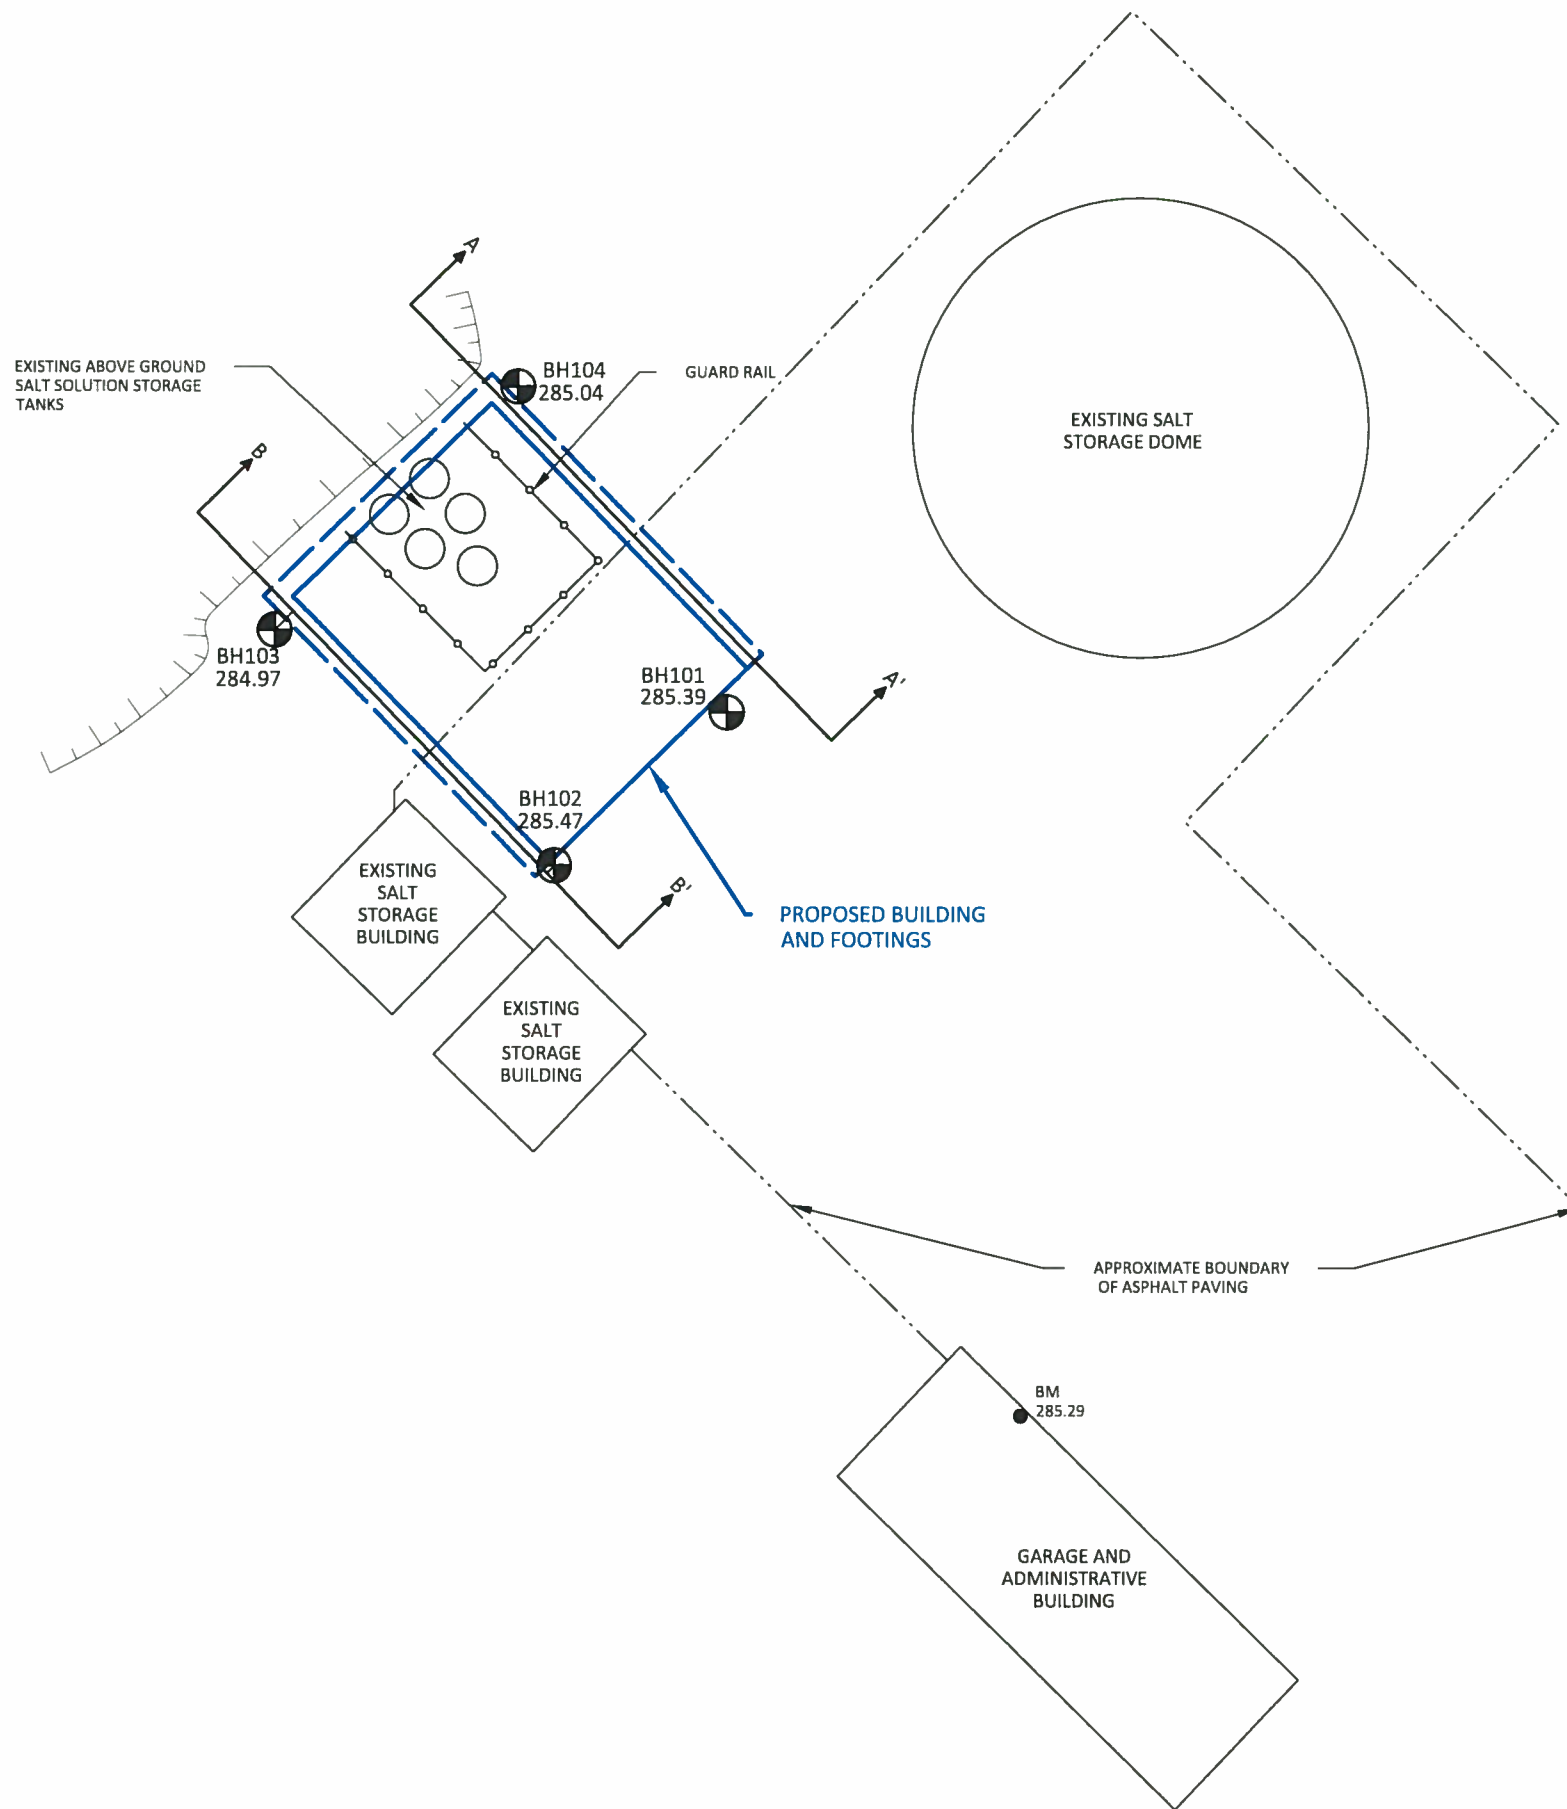 A
EXISTING ABOVE GROUND
SALT SOLUTION STORAGE
TANKS
BH104
285.04
GUARD RAIL
EXISTING SALT
STORAGE DOME
B
BH103
284.97
BH101
285.39
A'
BH102
285.47
B'
EXISTING
SALT
STORAGE
BUILDING
PROPOSED BUILDING
AND FOOTINGS
EXISTING
SALT
STORAGE
BUILDING
APPROXIMATE BOUNDARY
OF ASPHALT PAVING
BM
285.29
GARAGE AND
ADMINISTRATIVE
BUILDING